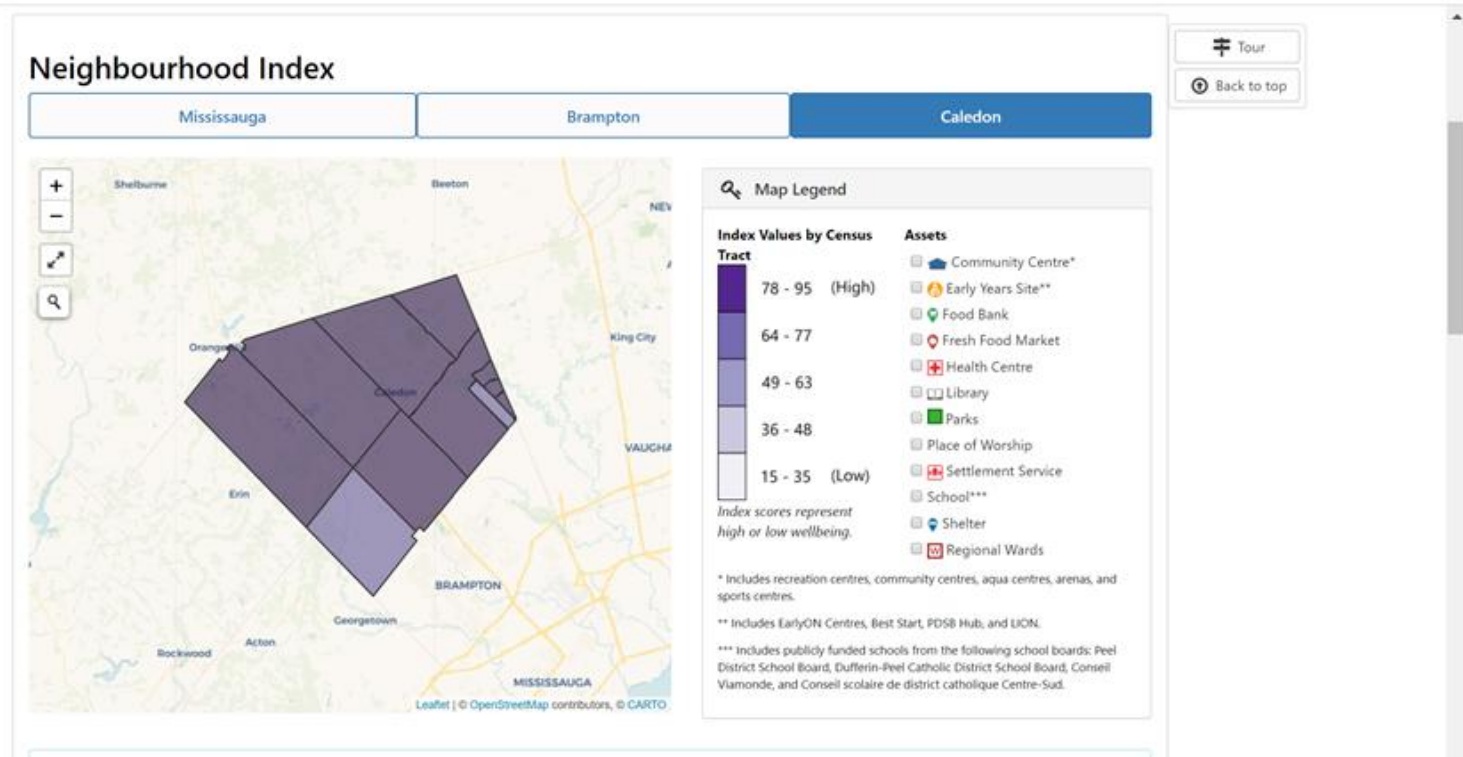 Tour
Back to top
Neighbourhood Index
Mississauga
Brampton
Caledon
+
−
Shelburne
Beeton
King City
Caledon
Erin
BRAMPTON
Georgetown
Acton
Rockwood
MISSISSAUGA
Leaflet | © OpenStreetMap contributors, © CARTO
Map Legend
Index Values by Census
Tract
78 - 95 (High)
64 - 77
49 - 63
36 - 48
15 - 35 (Low)
Index scores represent
high or low wellbeing.
Assets
Community Centre*
Early Years Site**
Food Bank
Fresh Food Market
Health Centre
Library
Parks
Place of Worship
Settlement Service
School***
Shelter
W Regional Wards
* Includes recreation centres, community centres, aqua centres, arenas, and
sports centres.
** Includes EarlyON Centres, Best Start, PDSB Hub, and LION.
*** Includes publicly funded schools from the following school boards: Peel
District School Board, Dufferin-Peel Catholic District School Board, Conseil
Viamonde, and Conseil scolaire de district catholique Centre-Sud.